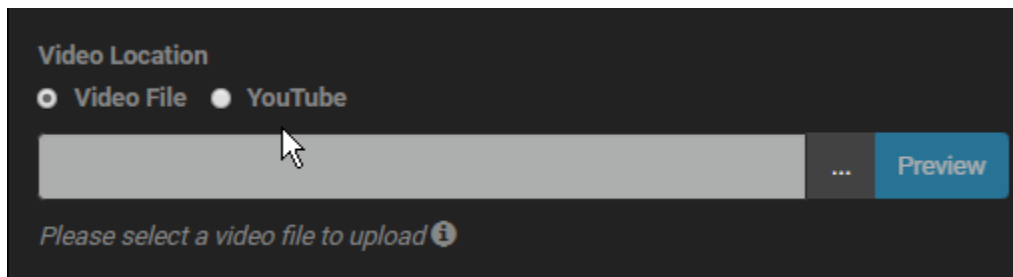 Video Location
Video File YouTube
... Preview
Please select a video file to upload